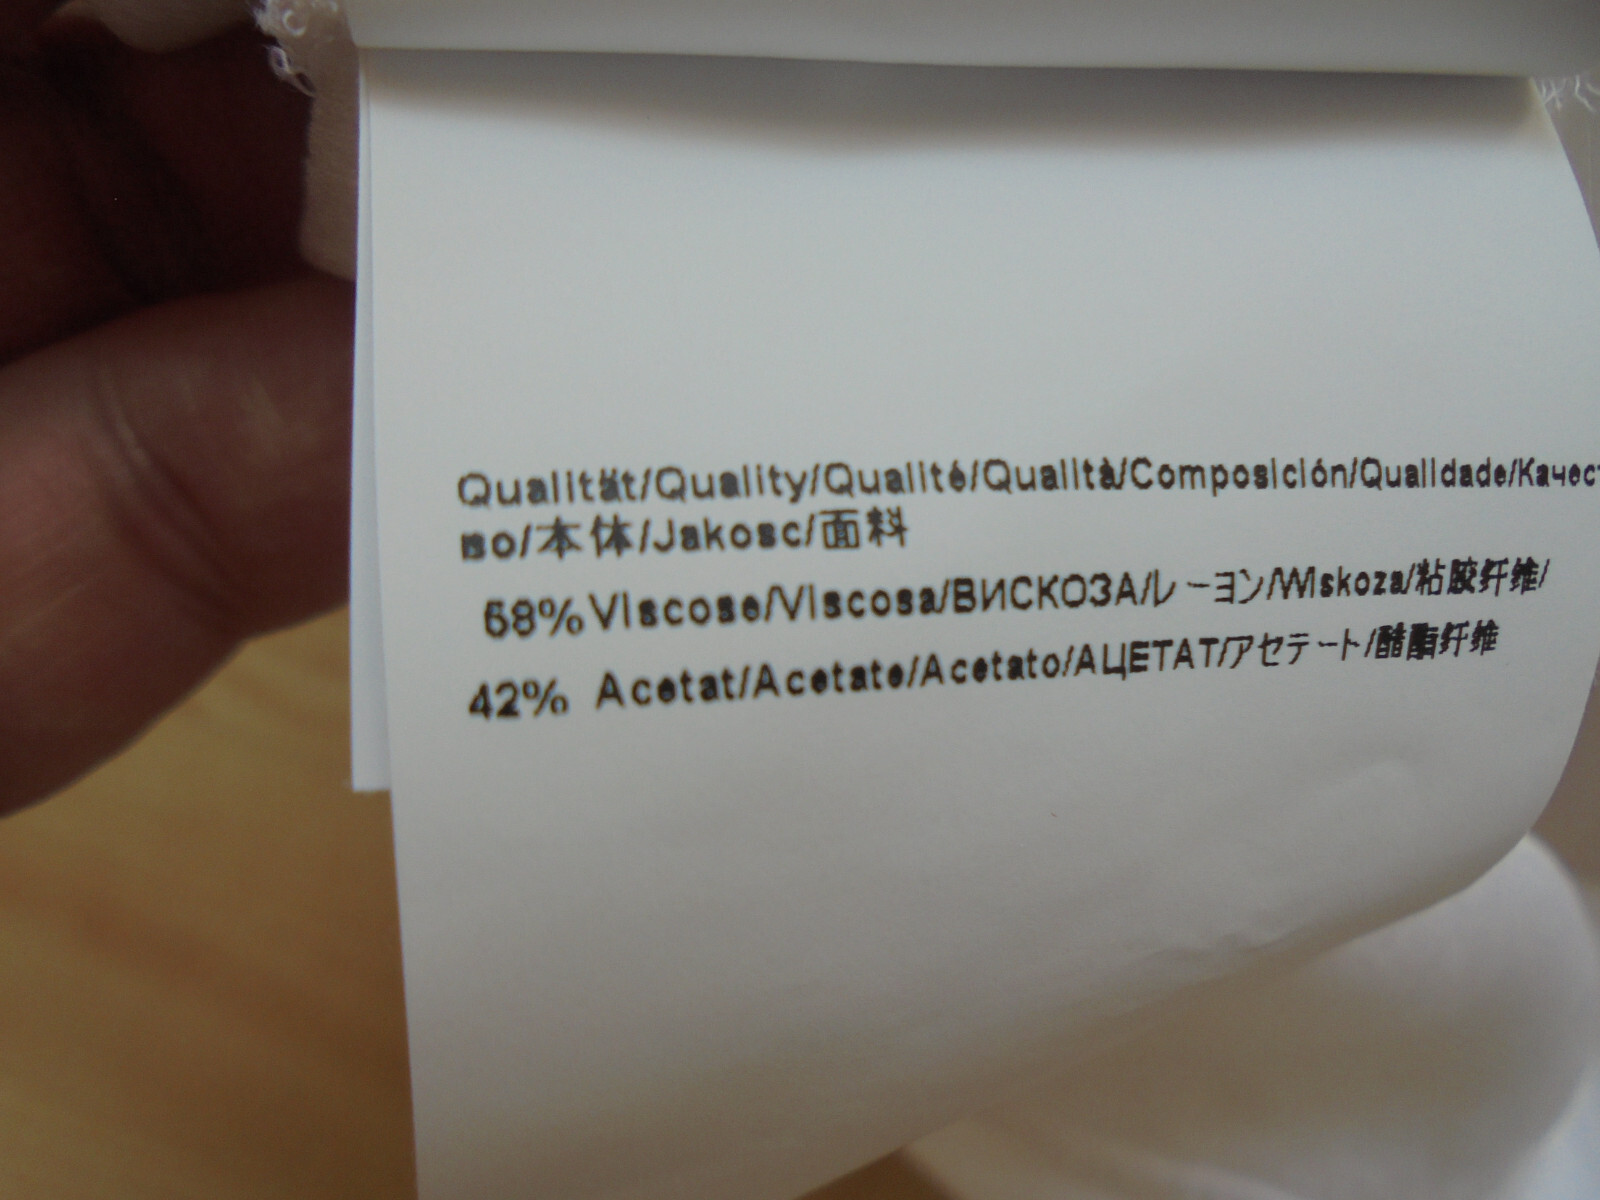 Qualität/Quality/Qualité/Qualità/Composición/Qualidade/Качест
во/本体/Jakosc/面料
58% Viscose/Viscosa/ВИСКОЗА/レーヨン/Wiskoza/粘胶纤维/
42% Acetat/Acetate/Acetato/АЦЕТАТ/アセテート/醋酯纤维